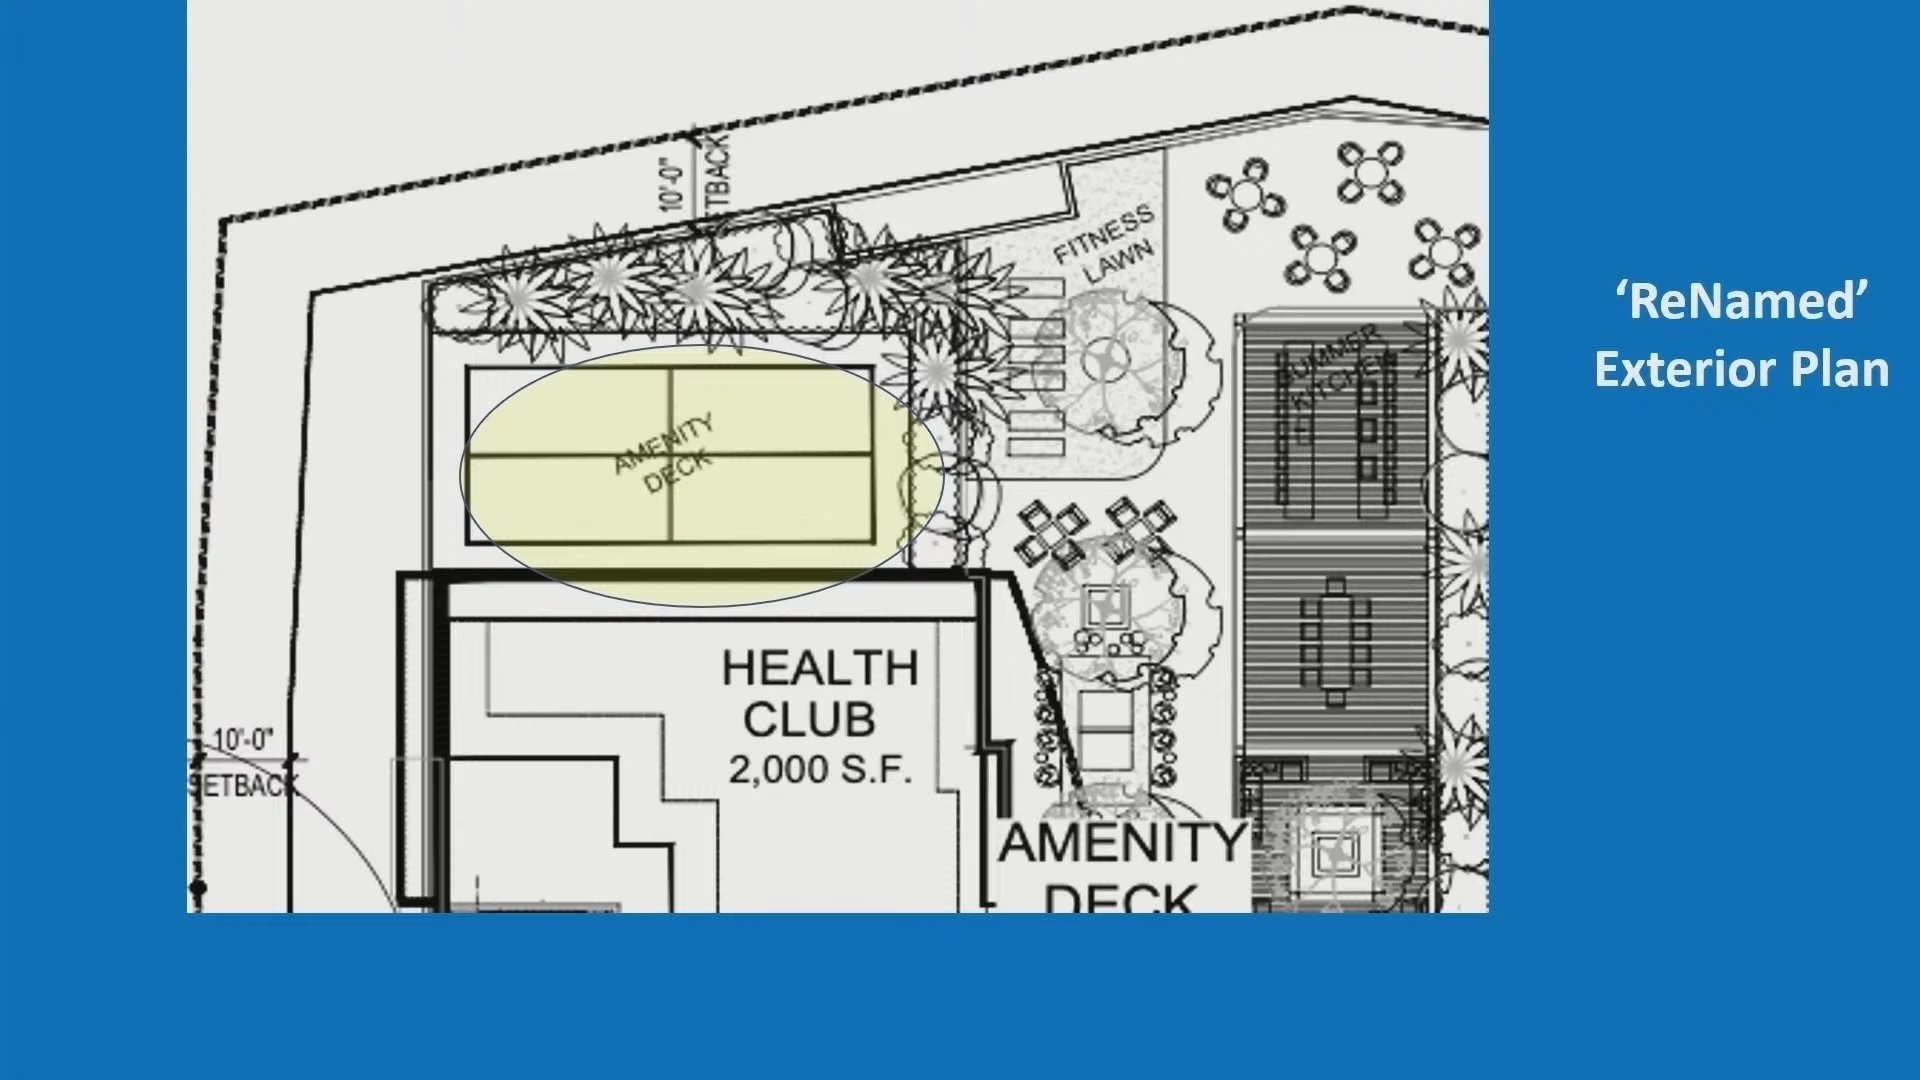 10'-0"
TBACK
FITNESS
LAWN
SUMMER
KITCHEN
AMENITY
DECK
‘ReNamed’
Exterior Plan
HEALTH
CLUB
2,000 S.F.
10'-0"
ETBACK
AMENITY
DECK